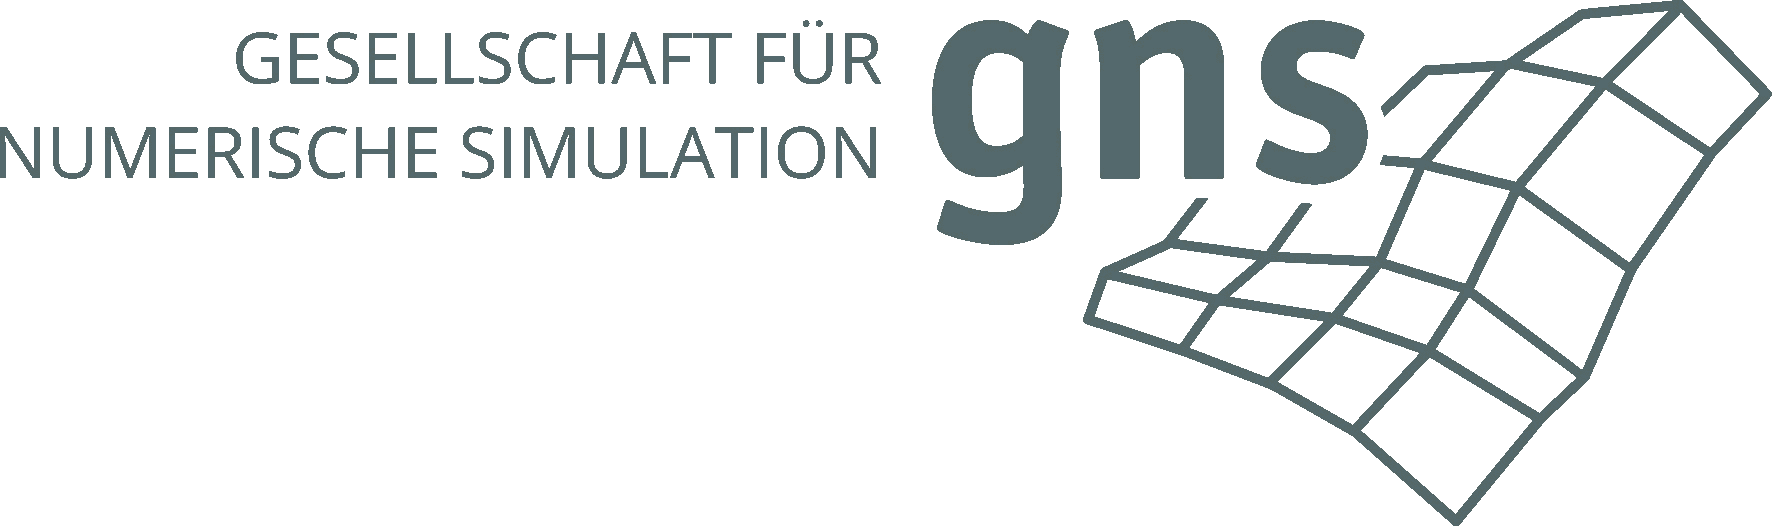 GESELLSCHAFT FÜR
NUMERISCHE SIMULATION
gns